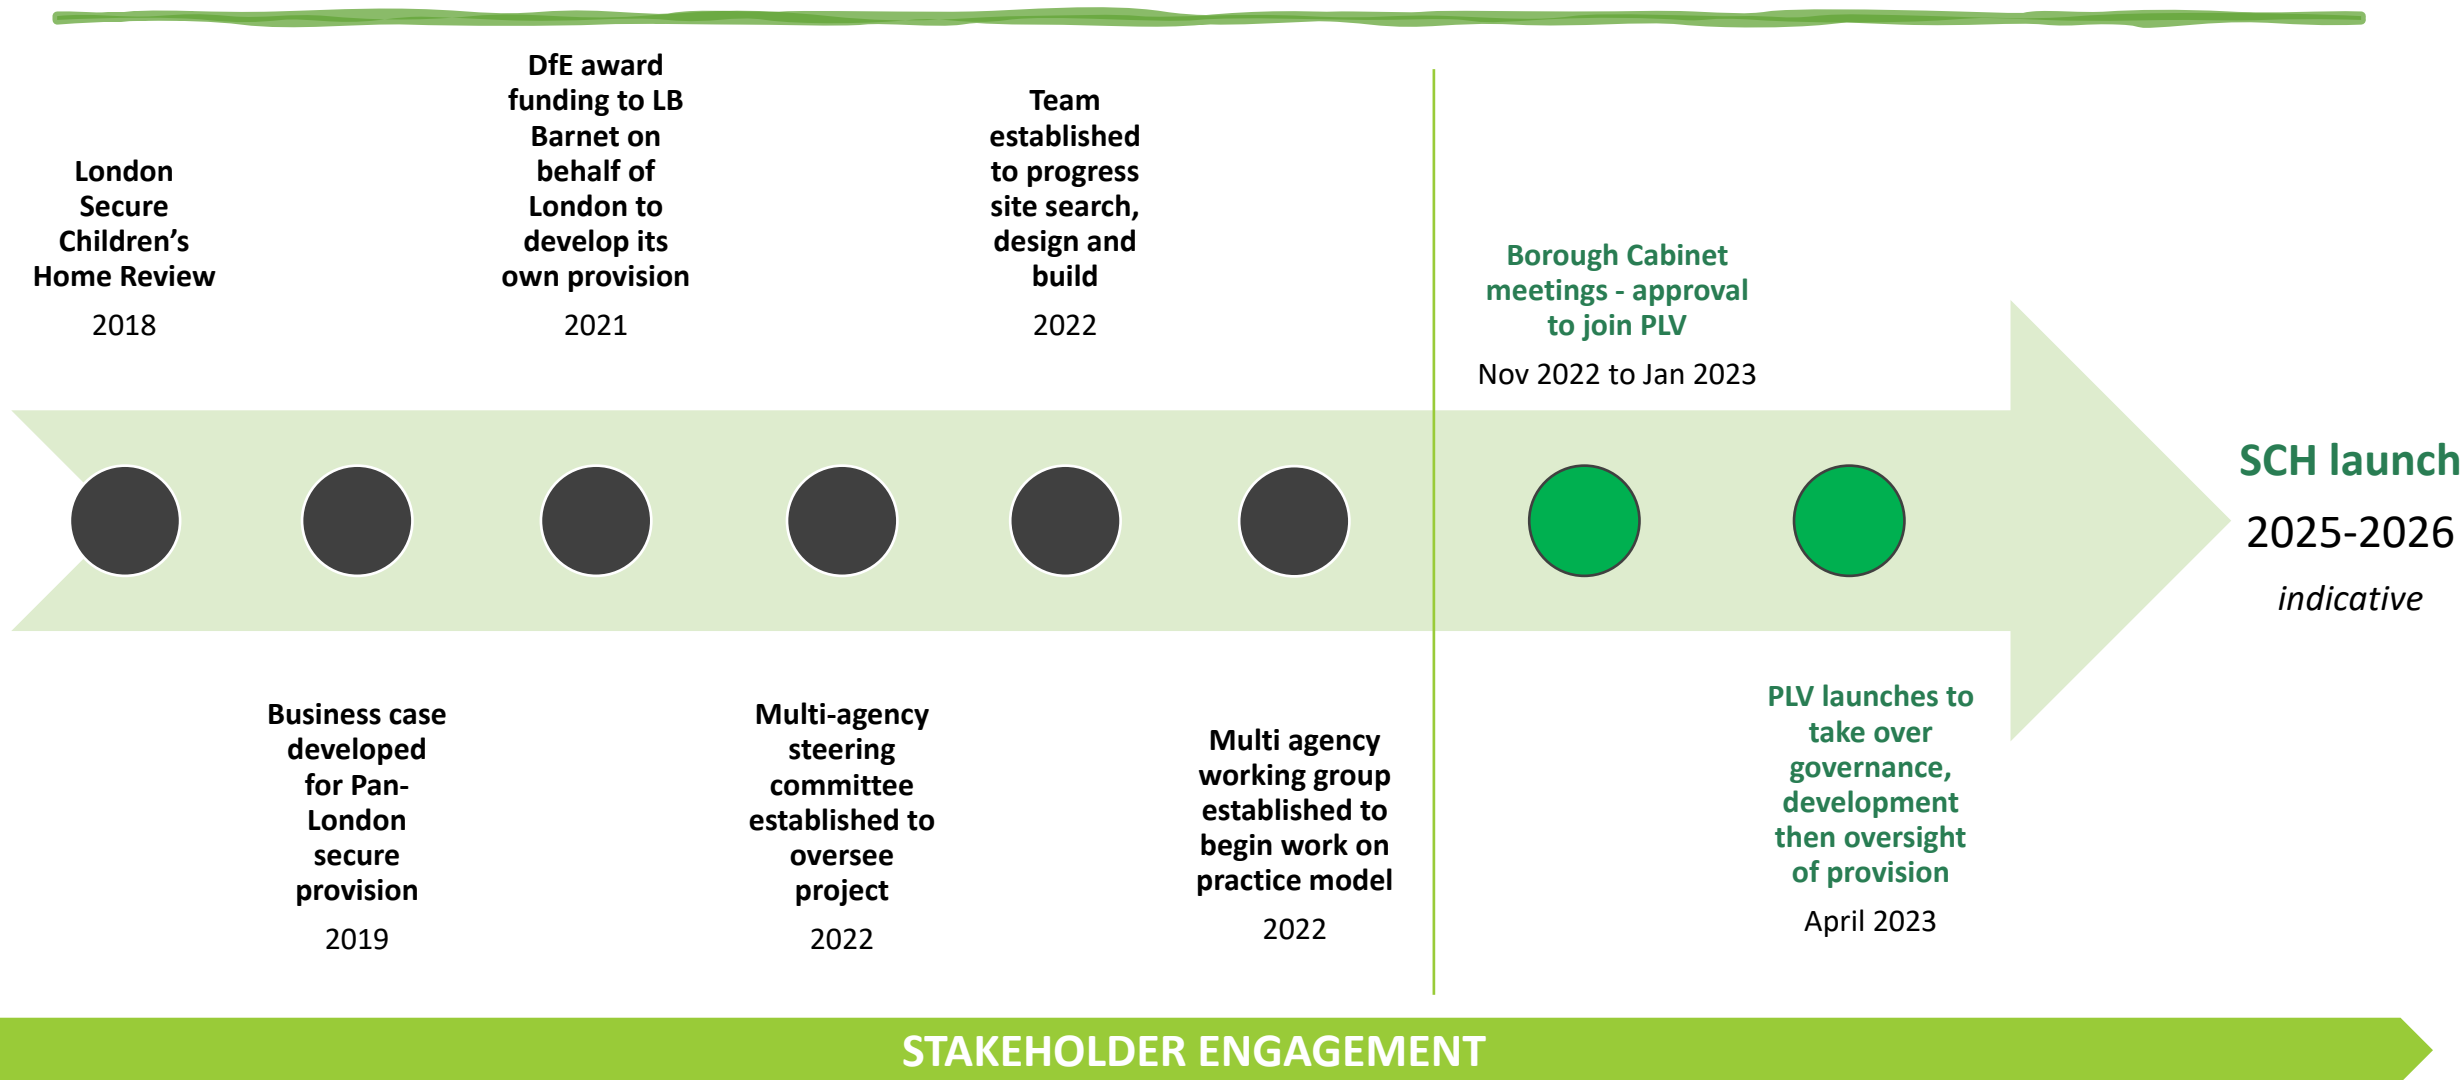 London
Secure
Children’s
Home Review
2018
Business case
developed
for Pan-
London
secure
provision
2019
DfE award
funding to LB
Barnet on
behalf of
London to
develop its
own provision
2021
Multi-agency
steering
committee
established to
oversee
project
2022
Team
established
to progress
site search,
design and
build
2022
Multi agency
working group
established to
begin work on
practice model
2022
Borough Cabinet
meetings - approval
to join PLV
Nov 2022 to Jan 2023
PLV launches to
take over
governance,
development
then oversight
of provision
April 2023
SCH launch
2025-2026
indicative
STAKEHOLDER ENGAGEMENT